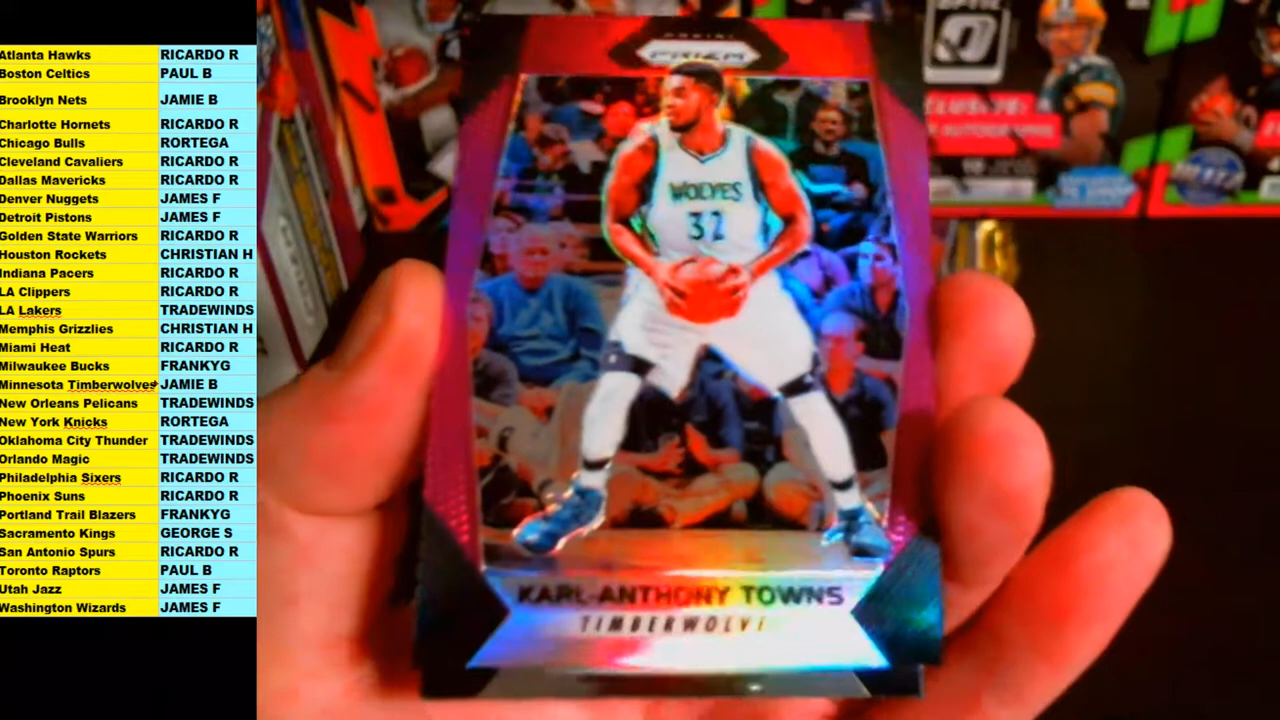 Atlanta Hawks RICARDO R
Boston Celtics PAUL B
Brooklyn Nets JAMIE B
Charlotte Hornets RICARDO R
Chicago Bulls RORTEGA
Cleveland Cavaliers RICARDO R
Dallas Mavericks RICARDO R
Denver Nuggets JAMES F
Detroit Pistons JAMES F
Golden State Warriors RICARDO R
Houston Rockets CHRISTIAN H
Indiana Pacers RICARDO R
LA Clippers RICARDO R
LA Lakers TRADEWINDS
Memphis Grizzlies CHRISTIAN H
Miami Heat RICARDO R
Milwaukee Bucks FRANKYG
Minnesota Timberwolves JAMIE B
New Orleans Pelicans TRADEWINDS
New York Knicks RORTEGA
Oklahoma City Thunder TRADEWINDS
Orlando Magic TRADEWINDS
Philadelphia Sixers RICARDO R
Phoenix Suns RICARDO R
Portland Trail Blazers FRANKYG
Sacramento Kings GEORGE S
San Antonio Spurs RICARDO R
Toronto Raptors PAUL B
Utah Jazz JAMES F
Washington Wizards JAMES F
PANINI
PRIZM
WOLVES
32
KARL-ANTHONY TOWNS
TIMBERWOLV
OPTIC